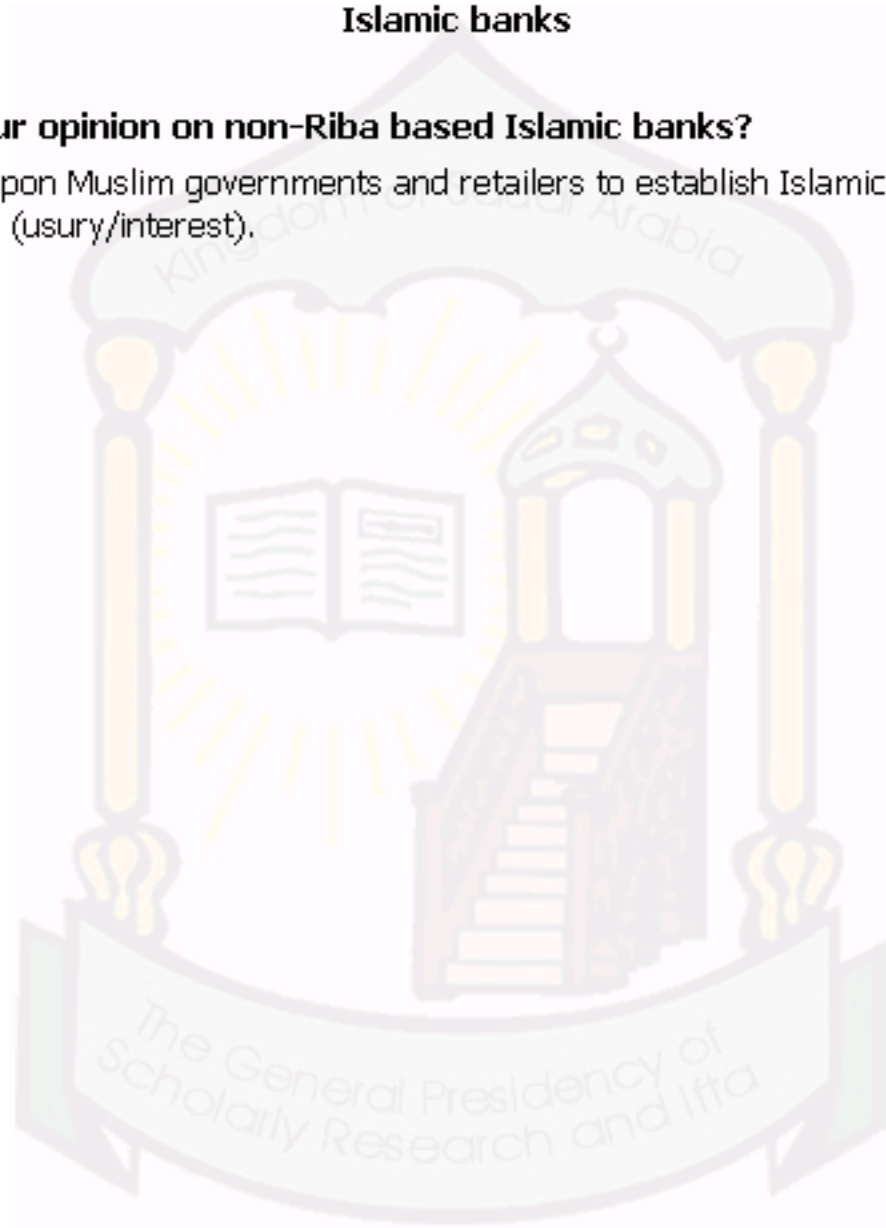 Islamic banks
ur opinion on non-Riba based Islamic banks?
pon Muslim governments and retailers to establish Islamic
(usury/interest).
Kingdom of Saudi Arabia
The General Presidency of
Scholarly Research and Ifta